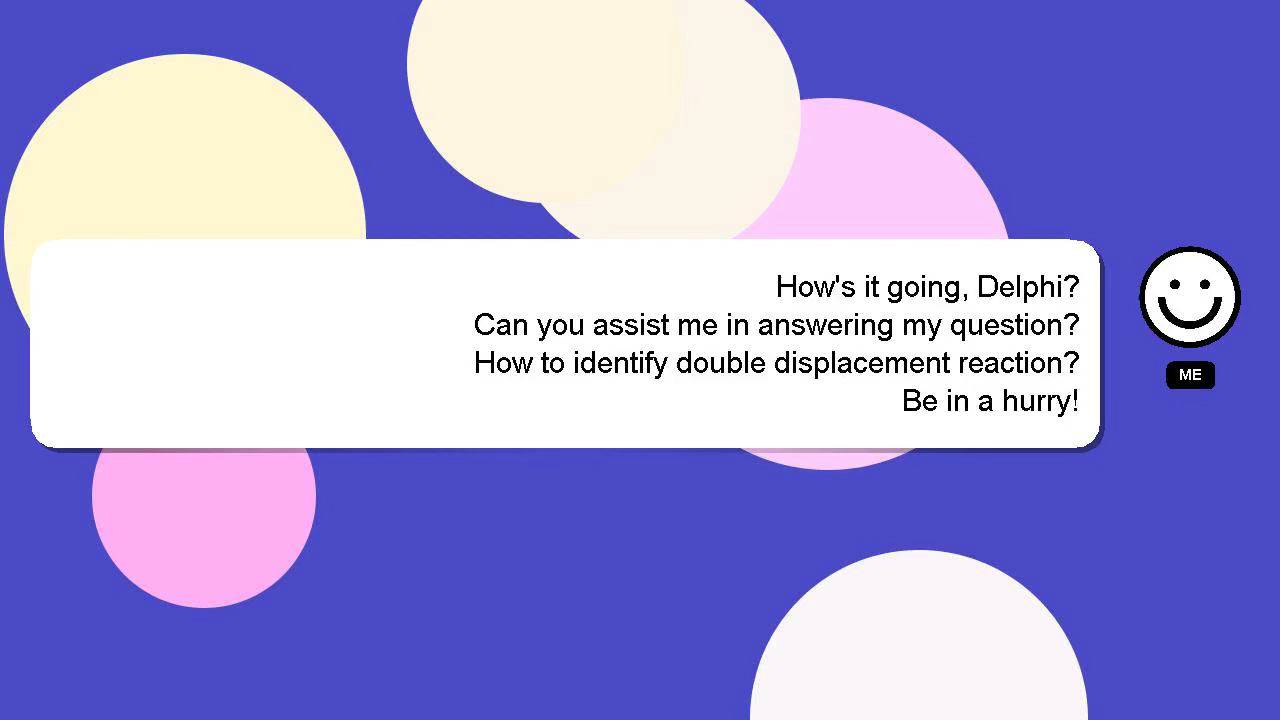 How's it going, Delphi?
Can you assist me in answering my question?
How to identify double displacement reaction?
Be in a hurry!
ME